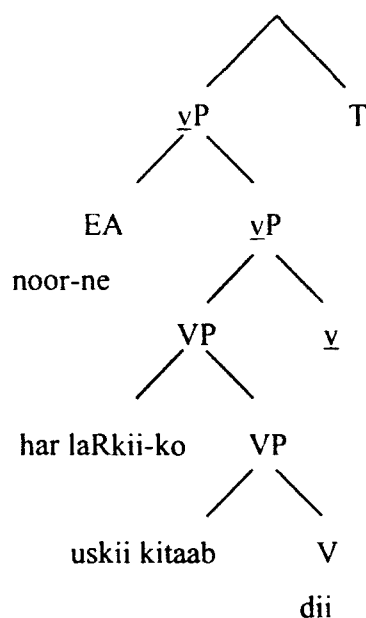 vP T
EA vP
noor-ne
VP v
har laRkii-ko VP
uskii kitaab V
dii